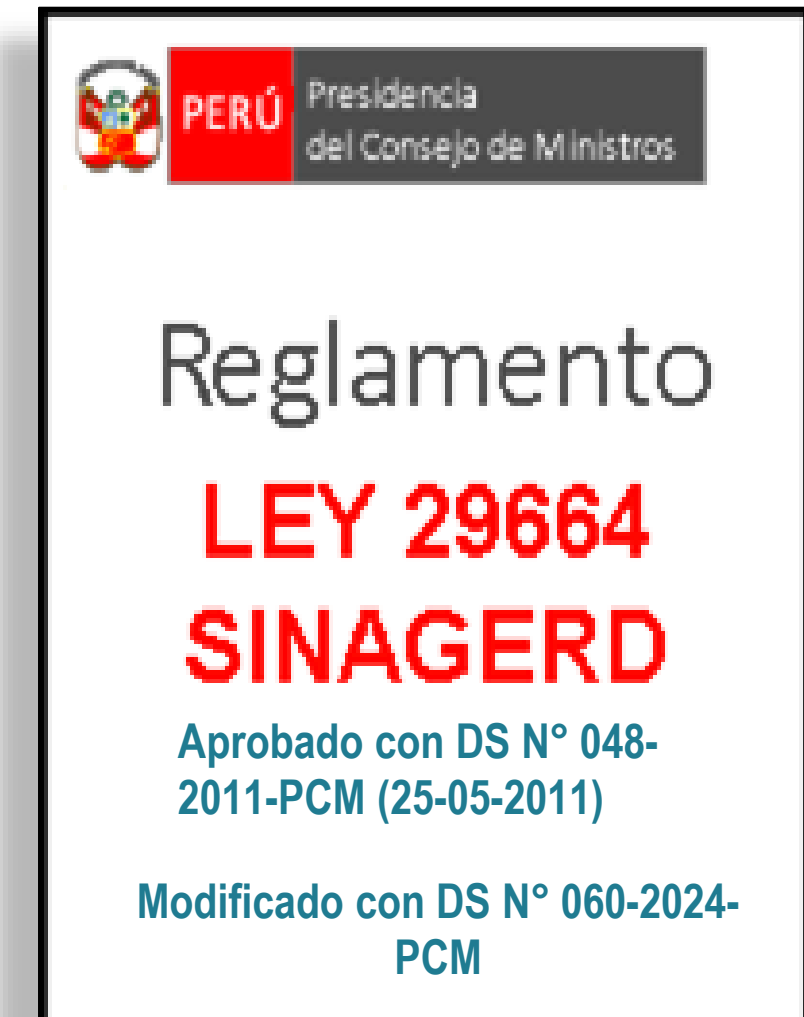 PERÚ
Presidencia
del Consejo de Ministros
Reglamento
LEY 29664
SINAGERD
Aprobado con DS N° 048-
2011-PCM (25-05-2011)
Modificado con DS N° 060-2024-
PCM